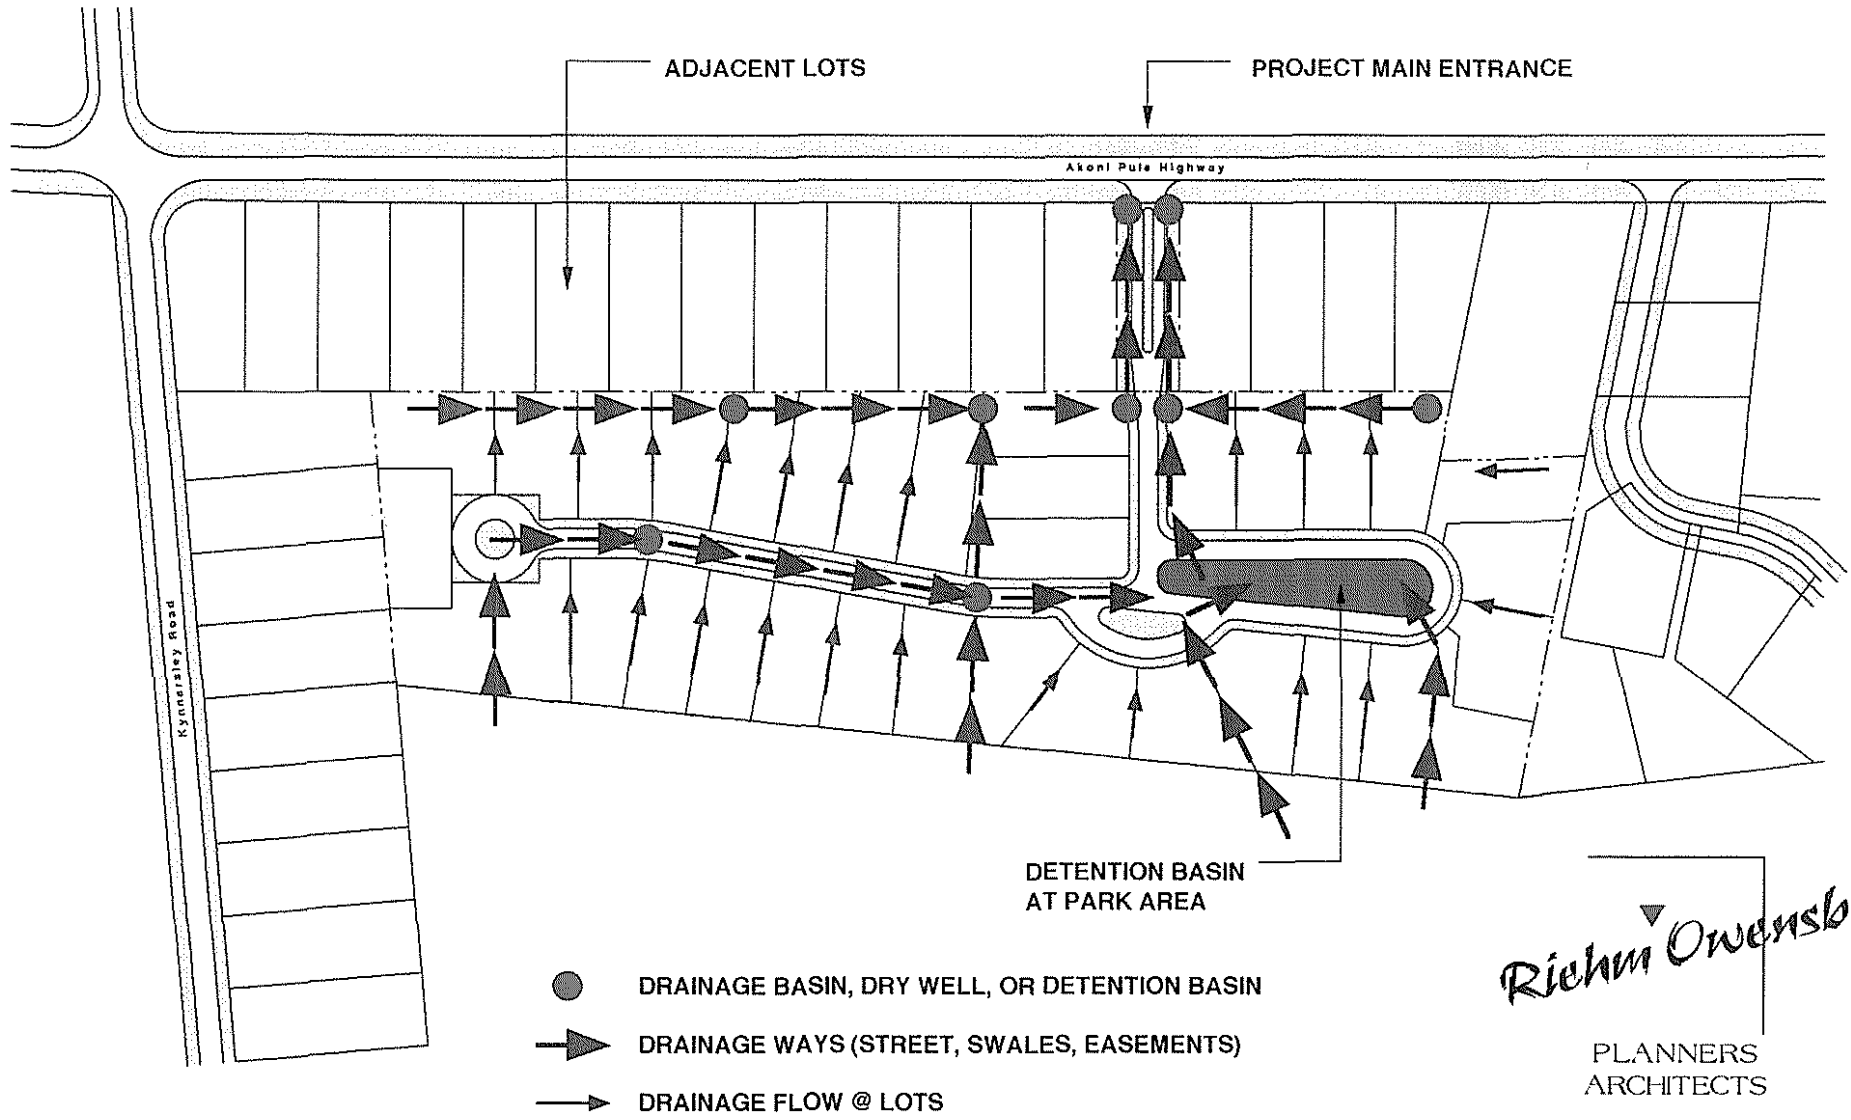 ADJACENT LOTS
PROJECT MAIN ENTRANCE
Akoni Pule Highway
Kynnersley Road
DETENTION BASIN
AT PARK AREA
DRAINAGE BASIN, DRY WELL, OR DETENTION BASIN
DRAINAGE WAYS (STREET, SWALES, EASEMENTS)
DRAINAGE FLOW @ LOTS
Riehm Owensb
PLANNERS
ARCHITECTS